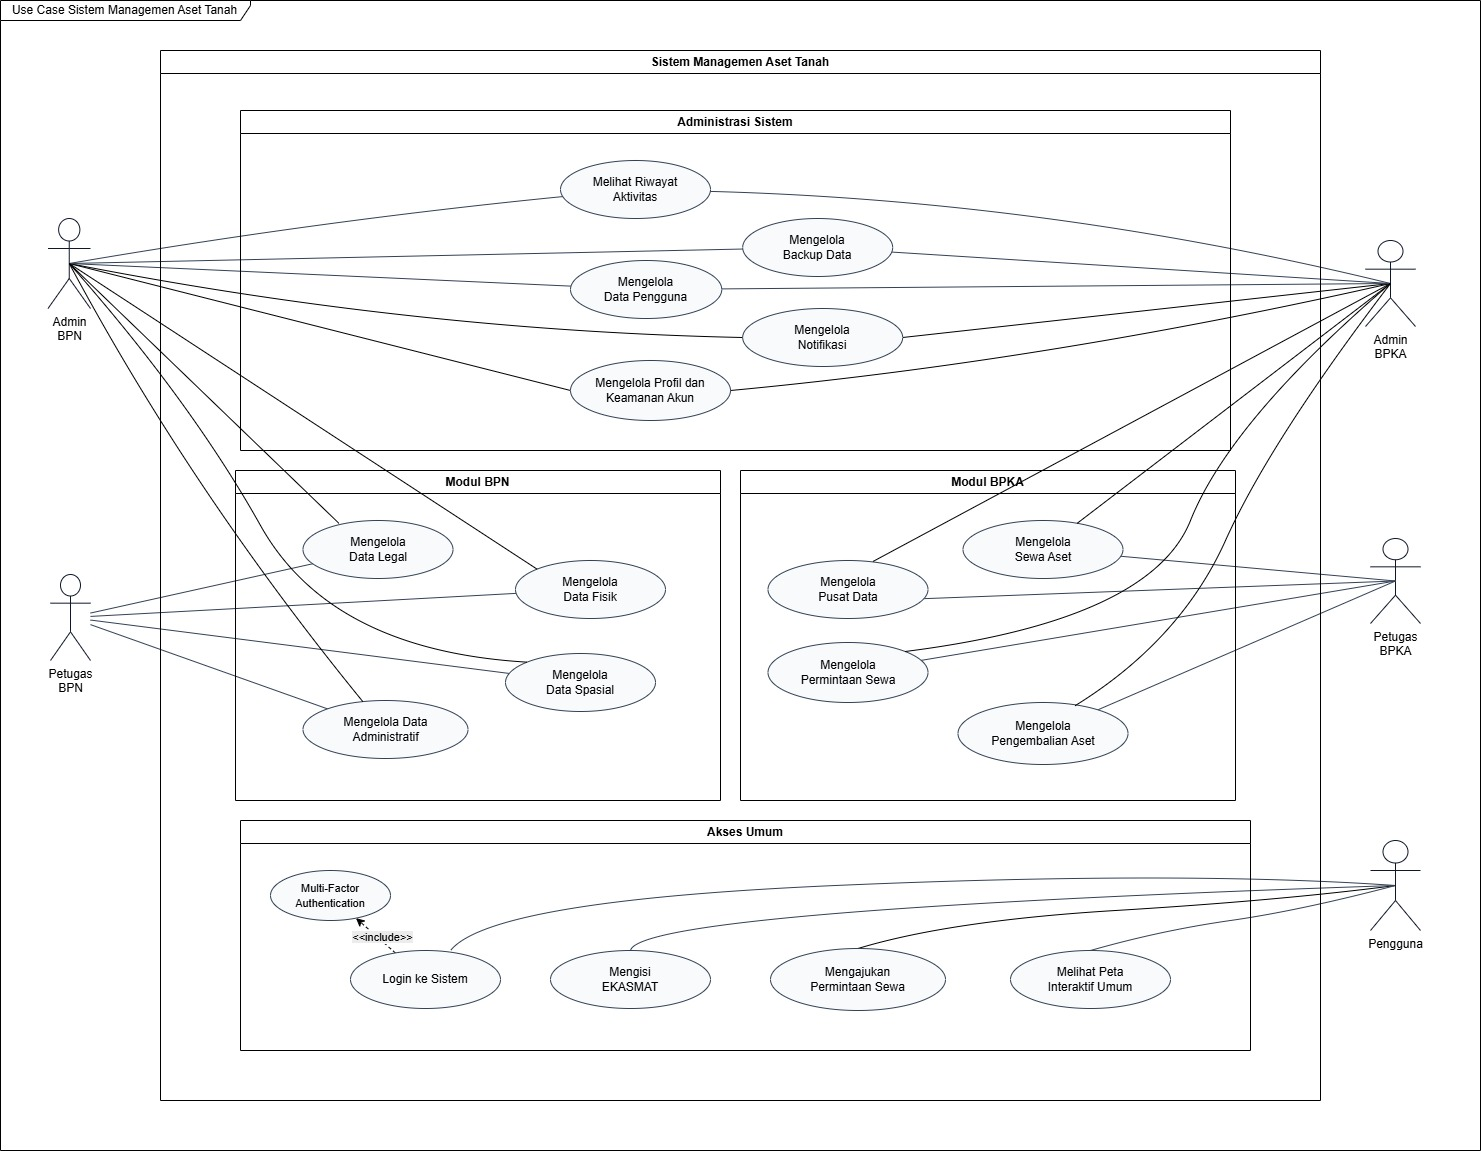 Use Case Sistem Managemen Aset Tanah
Sistem Managemen Aset Tanah
Administrasi Sistem
Melihat Riwayat
Aktivitas
Mengelola
Backup Data
Mengelola
Data Pengguna
Mengelola
Notifikasi
Mengelola Profil dan
Keamanan Akun
Admin
BPN
Admin
BPKA
Modul BPN
Mengelola
Data Legal
Mengelola
Data Fisik
Mengelola
Data Spasial
Mengelola Data
Administratif
Petugas
BPN
Modul BPKA
Mengelola
Sewa Aset
Mengelola
Pusat Data
Mengelola
Permintaan Sewa
Mengelola
Pengembalian Aset
Petugas
BPKA
Akses Umum
Multi-Factor
Authentication
<<include>>
Login ke Sistem
Mengisi
EKASMAT
Mengajukan
Permintaan Sewa
Melihat Peta
Interaktif Umum
Pengguna